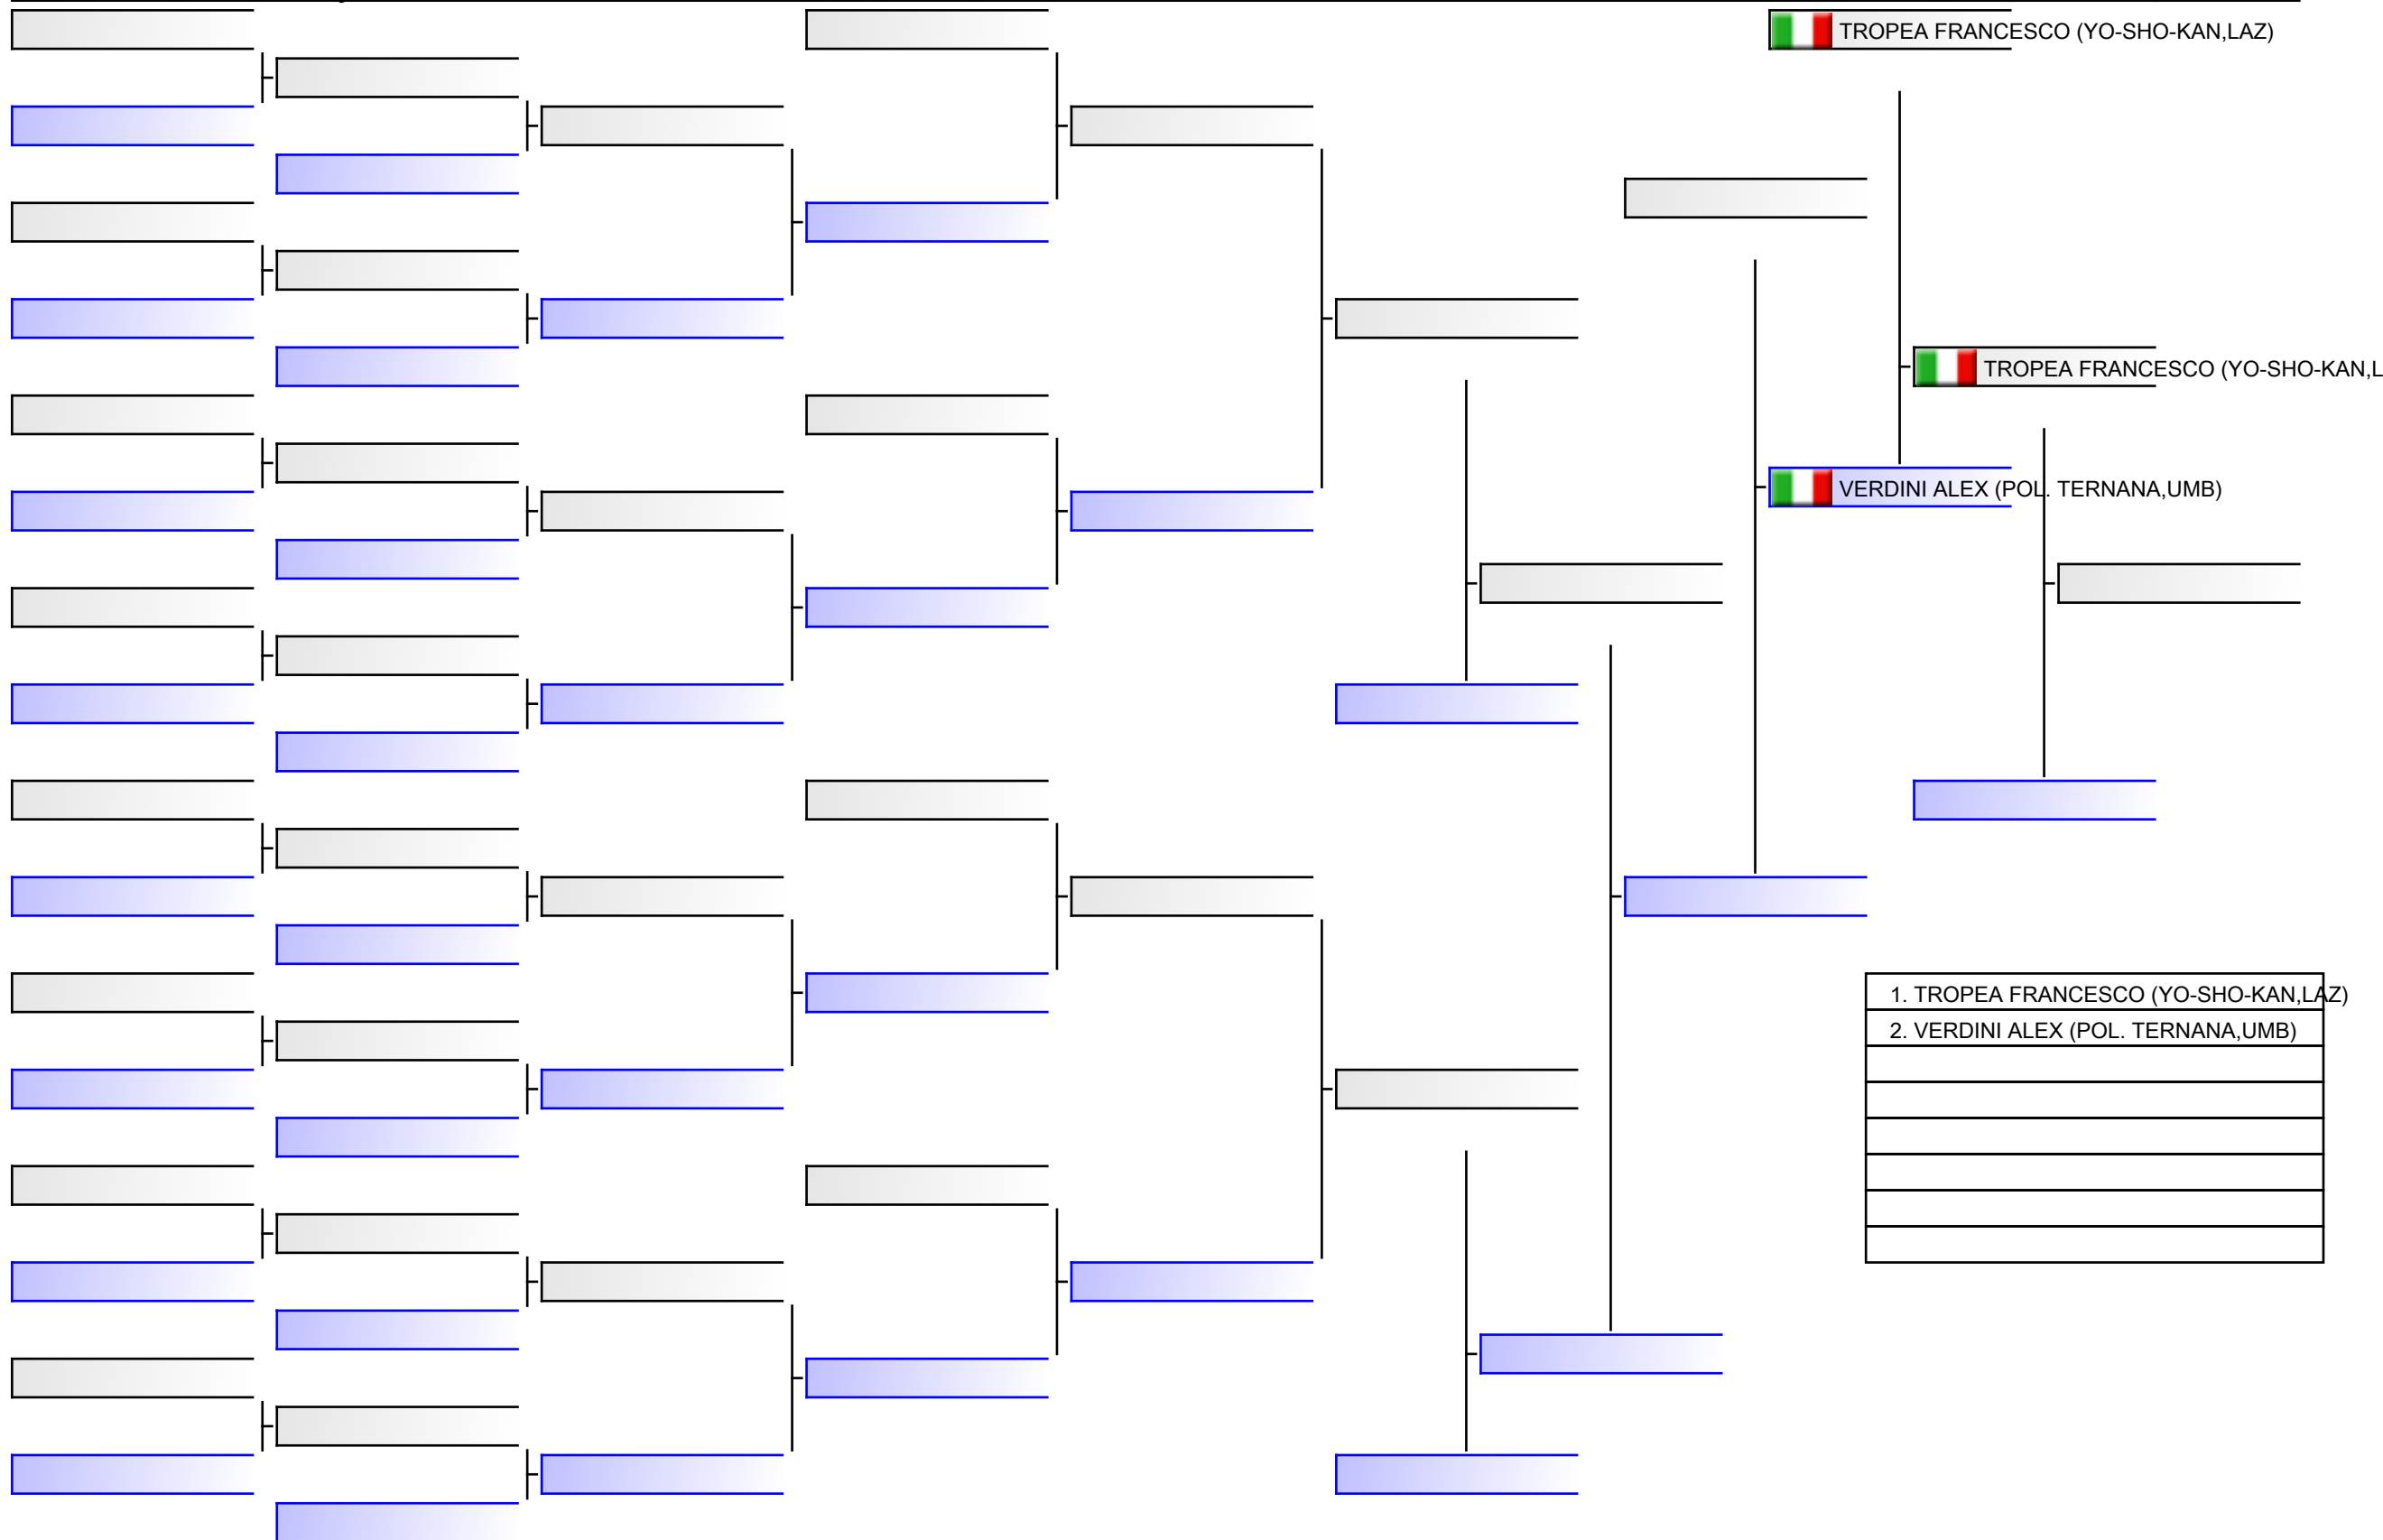 TROPEA FRANCESCO (YO-SHO-KAN,LAZ)
TROPEA FRANCESCO (YO-SHO-KAN,L
VERDINI ALEX (POL. TERNANA,UMB)
1. TROPEA FRANCESCO (YO-SHO-KAN,LAZ)
2. VERDINI ALEX (POL. TERNANA,UMB)